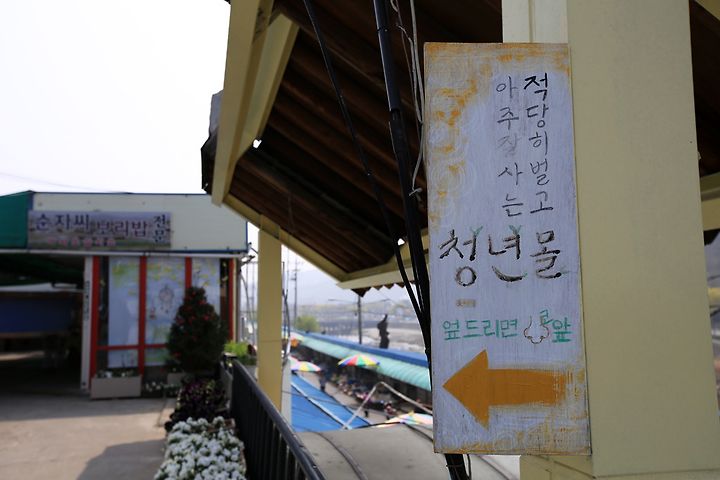 적당히벌고
아주잘사는
청년몰
엎드리면 코앞
순자씨 보리밥 전문